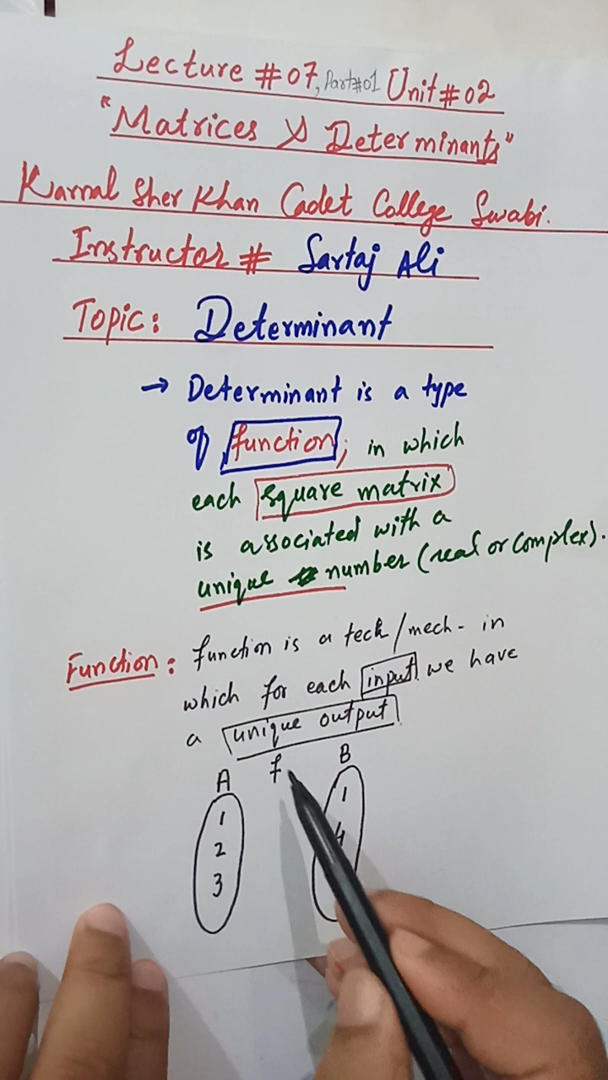 Lecture #07, Part#01 Unit #02
"Matrices & Determinants"
Karnal Sher Khan Cadet College Swabi.
Instructor # Sartaj Ali
Topic: Determinant
→ Determinant is a type
of function; in which
each square matrix
is associated with a
unique number (real or complex).
Function: function is a tech/mech- in
which for each input we have
a unique output
A f B
1 1
2 4
3